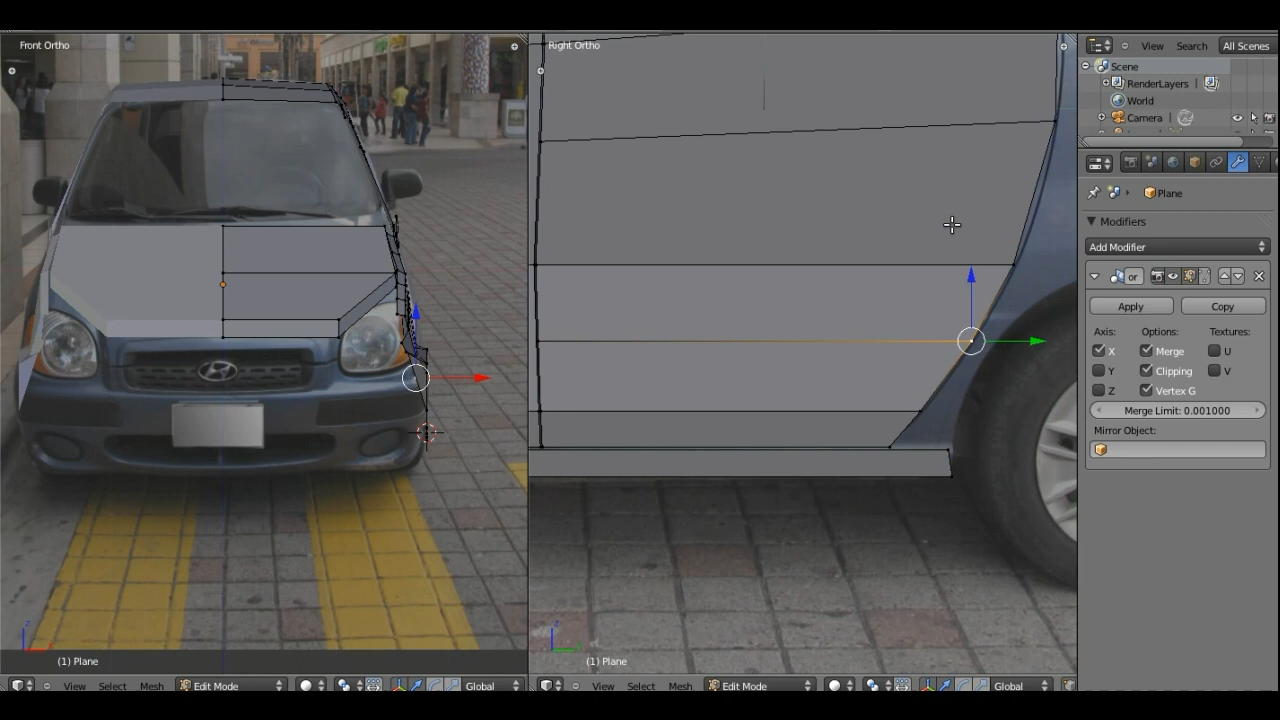 Front Ortho
Right Ortho
View Search All Scenes
Scene
RenderLayers
World
Camera
Plane
Modifiers
Add Modifier
or
Apply Copy
Axis: Options: Textures:
X Merge U
Y Clipping V
Z Vertex G
Merge Limit: 0.001000
Mirror Object:
(1) Plane
(1) Plane
View Select Mesh Edit Mode Global
View Select Mesh Edit Mode Global